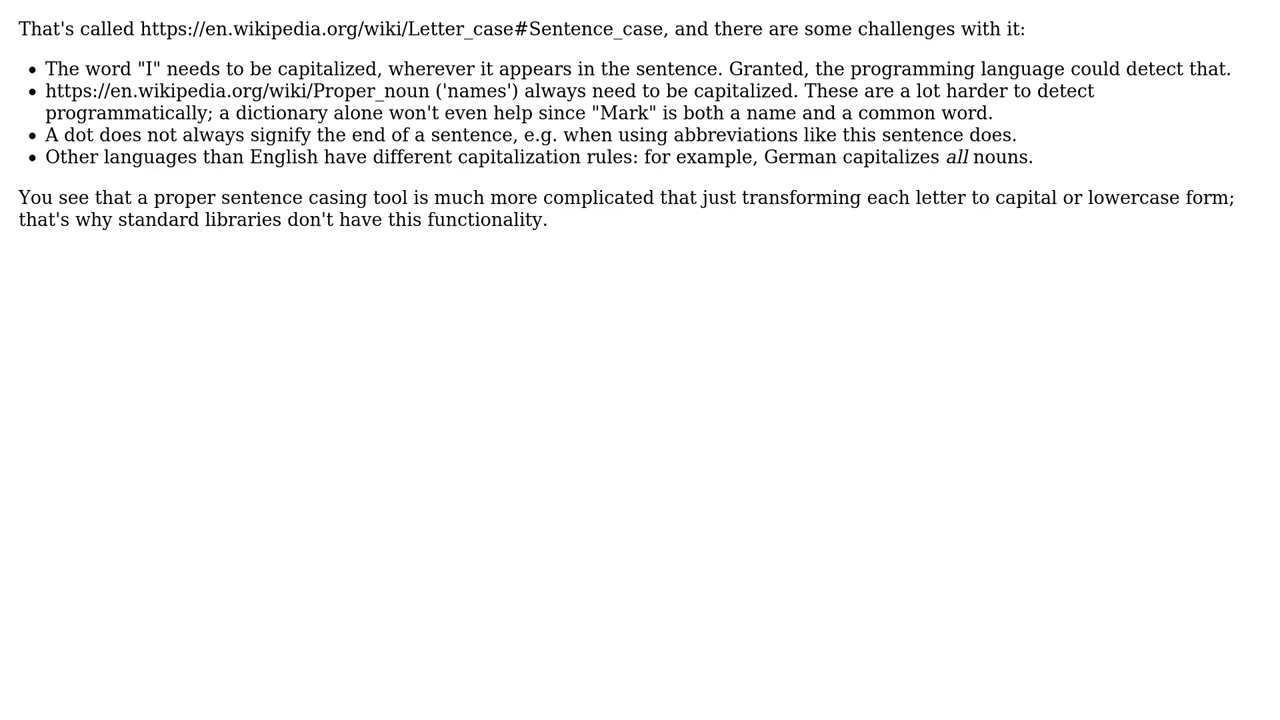 That's called https://en.wikipedia.org/wiki/Letter_case#Sentence_case, and there are some challenges with it:
• The word "I" needs to be capitalized, wherever it appears in the sentence. Granted, the programming language could detect that.
• https://en.wikipedia.org/wiki/Proper_noun ('names') always need to be capitalized. These are a lot harder to detect
programmatically; a dictionary alone won't even help since "Mark" is both a name and a common word.
• A dot does not always signify the end of a sentence, e.g. when using abbreviations like this sentence does.
• Other languages than English have different capitalization rules: for example, German capitalizes all nouns.
You see that a proper sentence casing tool is much more complicated that just transforming each letter to capital or lowercase form;
that's why standard libraries don't have this functionality.